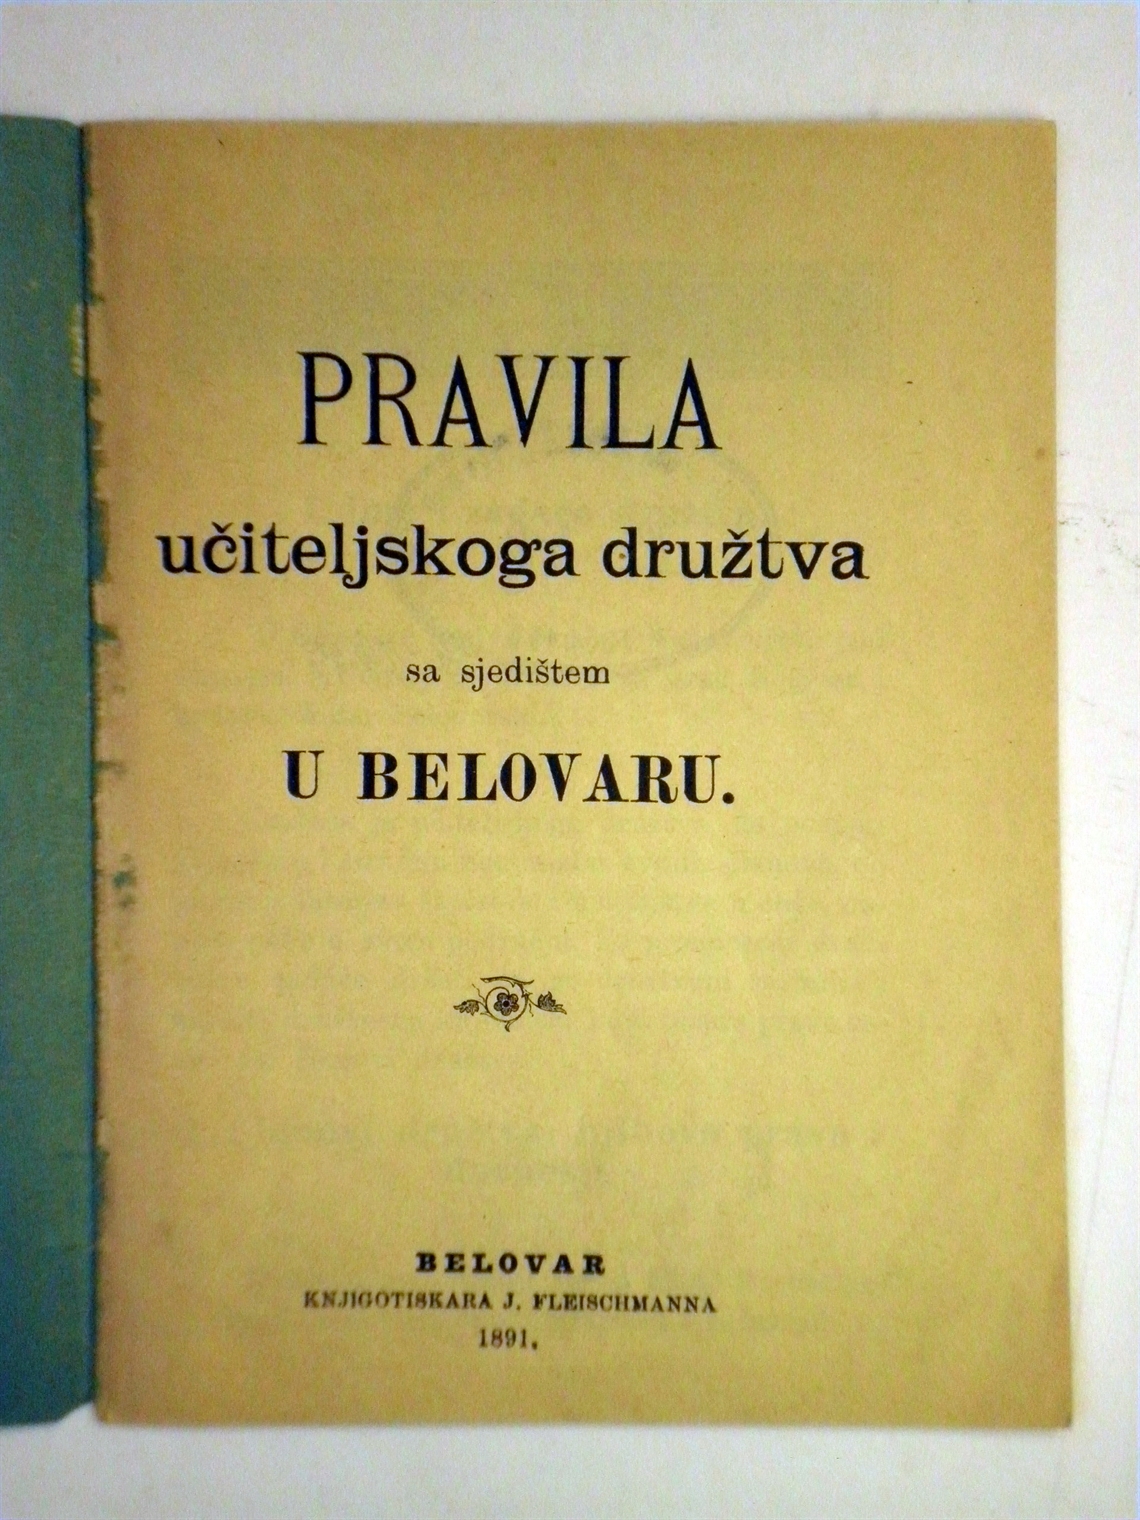 PRAVILA
učiteljskoga družtva
sa sjedištem
U BELOVARU.
BELOVAR
KNJIGOTISKARA J. FLEISCHMANNA
1891.